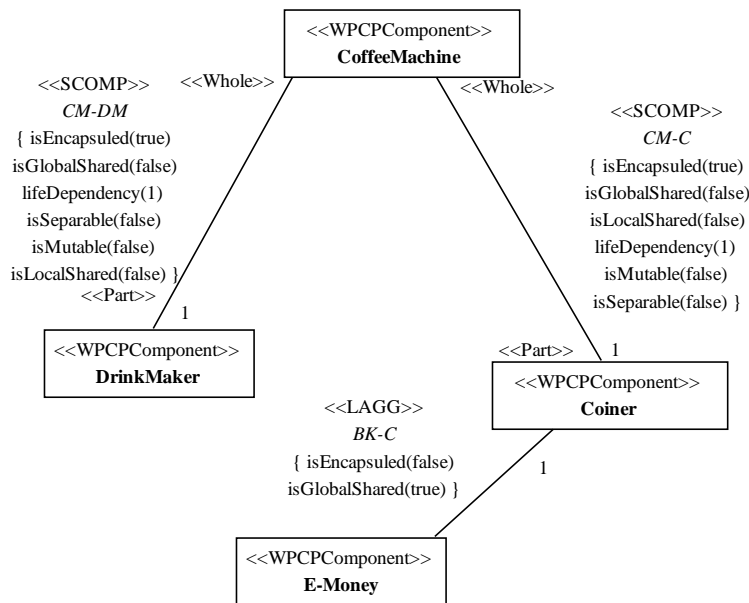 <<WPCPComponent>>
CoffeeMachine
<<Whole>>
<<Whole>>
<<SCOMP>>
CM-DM
{ isEncapsuled(true)
isGlobalShared(false)
lifeDependency(1)
isSeparable(false)
isMutable(false)
isLocalShared(false) }
<<Part>>
1
<<SCOMP>>
CM-C
{ isEncapsuled(true)
isGlobalShared(false)
isLocalShared(false)
lifeDependency(1)
isMutable(false)
isSeparable(false) }
<<Part>>
1
<<WPCPComponent>>
DrinkMaker
<<WPCPComponent>>
Coiner
<<LAGG>>
BK-C
{ isEncapsuled(false)
isGlobalShared(true) }
1
<<WPCPComponent>>
E-Money